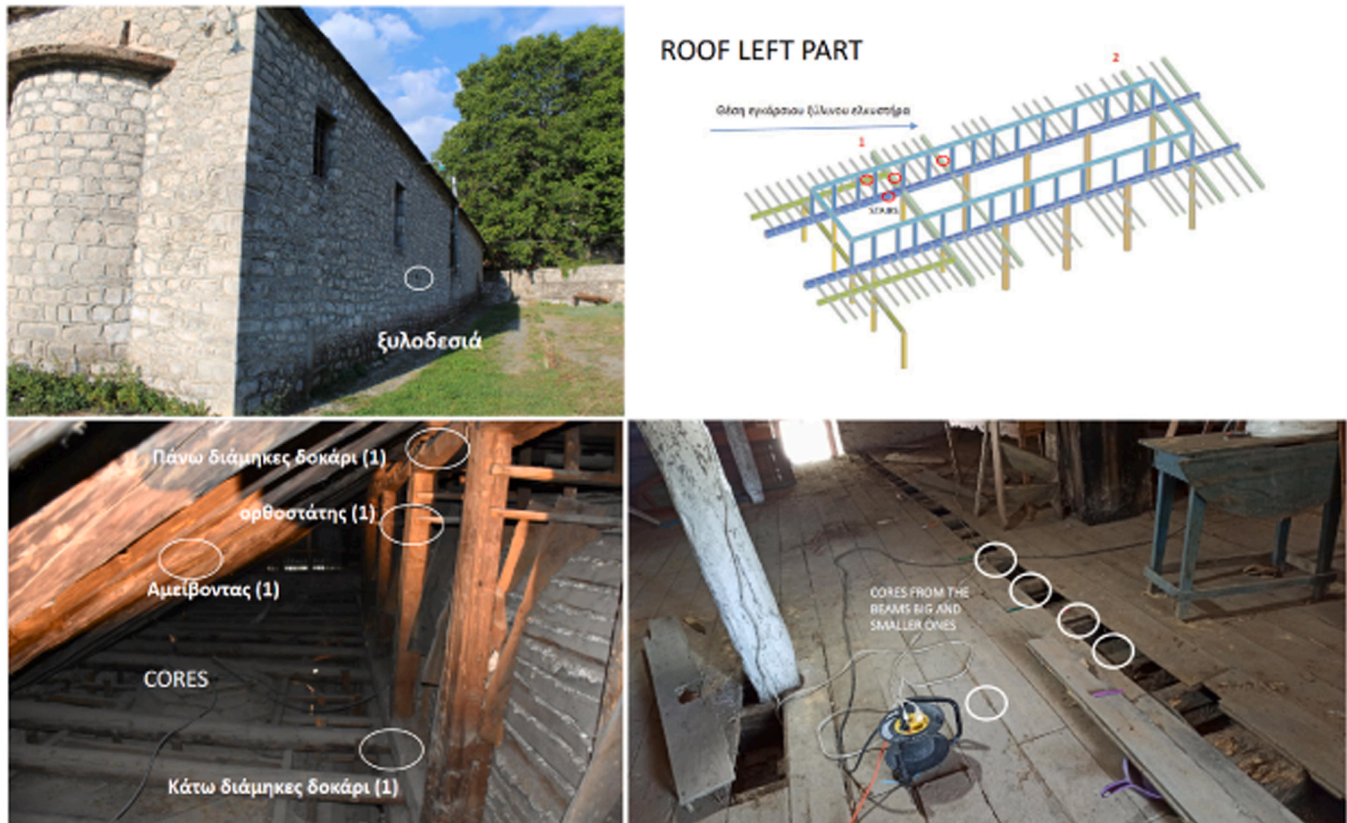 ξυλοδεσιά
ROOF LEFT PART
2
Θέση εγκάρσιου ξύλινου ελκυστήρα
1
STAIRS
Πάνω διάμηκες δοκάρι (1)
ορθοστάτης (1)
Αμείβοντας (1)
CORES
Κάτω διάμηκες δοκάρι (1)
CORES FROM THE
BEAMS BIG AND
SMALLER ONES